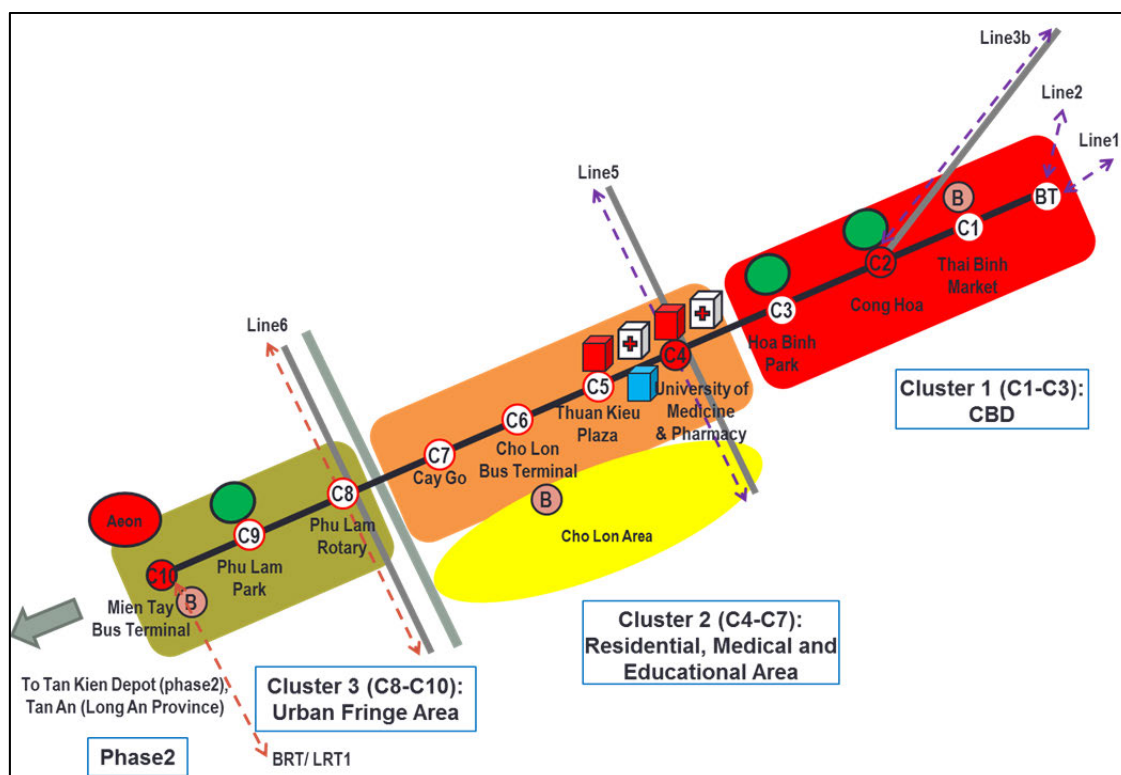 Line3b
Line2
Line1
Line5
B
BT
C1
C2
Thai Binh
Market
Cong Hoa
C3
Hoa Binh
Park
Line6
C4
C5
University of
Medicine
& Pharmacy
Thuan Kieu
Plaza
C6
Cho Lon
Bus Terminal
C7
Cay Go
B
Cho Lon Area
Cluster 1 (C1-C3):
CBD
C8
Phu Lam
Rotary
Aeon
C9
Phu Lam
Park
C10
Mien Tay
Bus Terminal
B
Cluster 2 (C4-C7):
Residential, Medical and
Educational Area
Cluster 3 (C8-C10):
Urban Fringe Area
To Tan Kien Depot (phase2),
Tan An (Long An Province)
Phase2
BRT/ LRT1